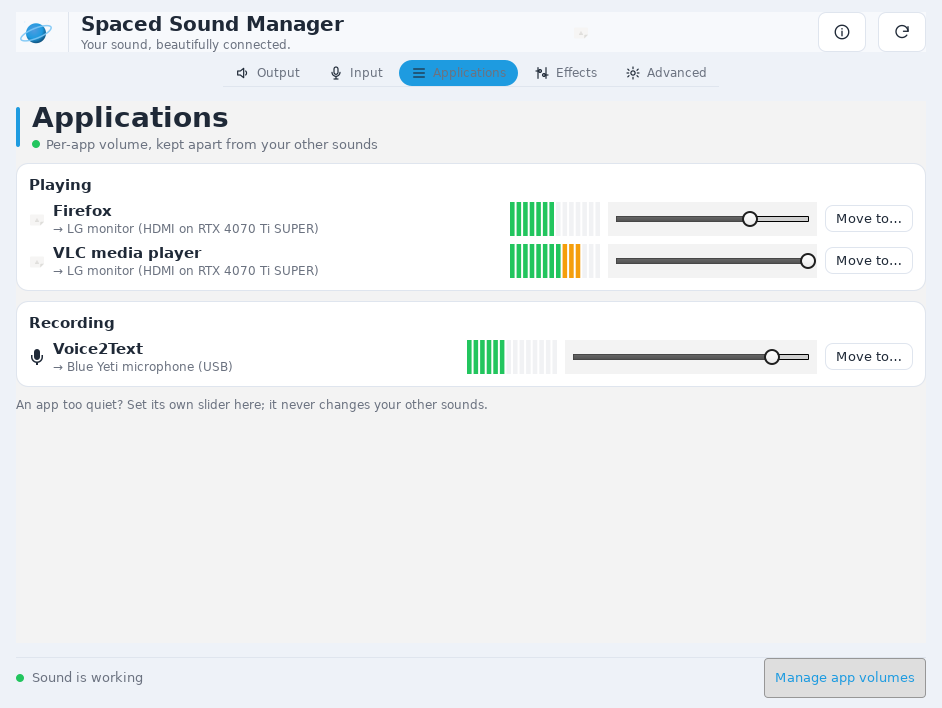 Spaced Sound Manager
Your sound, beautifully connected.
Output
Input
Applications
Effects
Advanced
Applications
Per-app volume, kept apart from your other sounds
Playing
Firefox
→ LG monitor (HDMI on RTX 4070 Ti SUPER)
Move to...
VLC media player
→ LG monitor (HDMI on RTX 4070 Ti SUPER)
Move to...
Recording
Voice2Text
→ Blue Yeti microphone (USB)
Move to...
An app too quiet? Set its own slider here; it never changes your other sounds.
Sound is working
Manage app volumes